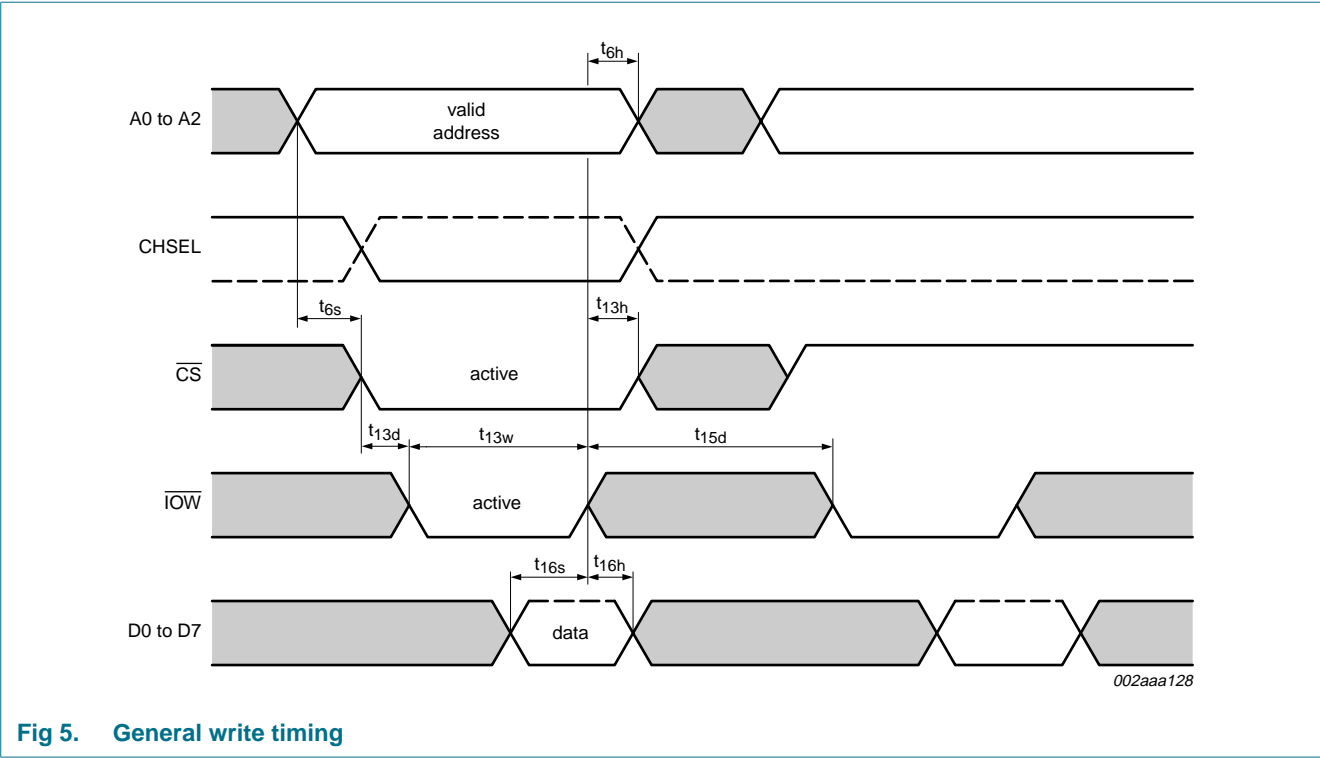 t6h
A0 to A2
valid
address
CHSEL
t6s
t13h
CS
active
t13d
t13w
t15d
IOW
active
t16s
t16h
D0 to D7
data
002aaa128
Fig 5. General write timing